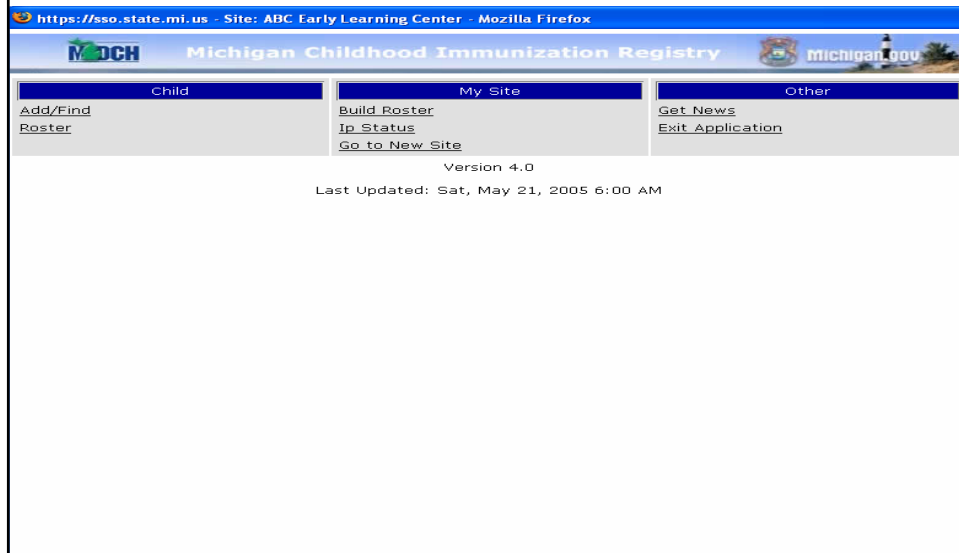 https://sso.state.mi.us - Site: ABC Early Learning Center - Mozilla Firefox
MDCH Michigan Childhood Immunization Registry Michigan.gov
Child My Site Other
Add/Find Build Roster Get News
Roster Ip Status Exit Application
Go to New Site
Version 4.0
Last Updated: Sat, May 21, 2005 6:00 AM